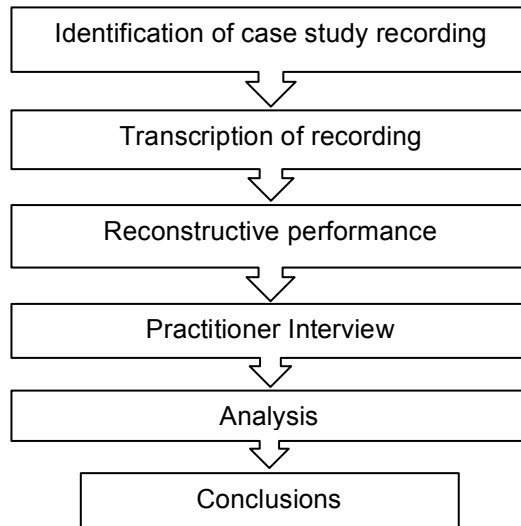 Identification of case study recording
Transcription of recording
Reconstructive performance
Practitioner Interview
Analysis
Conclusions